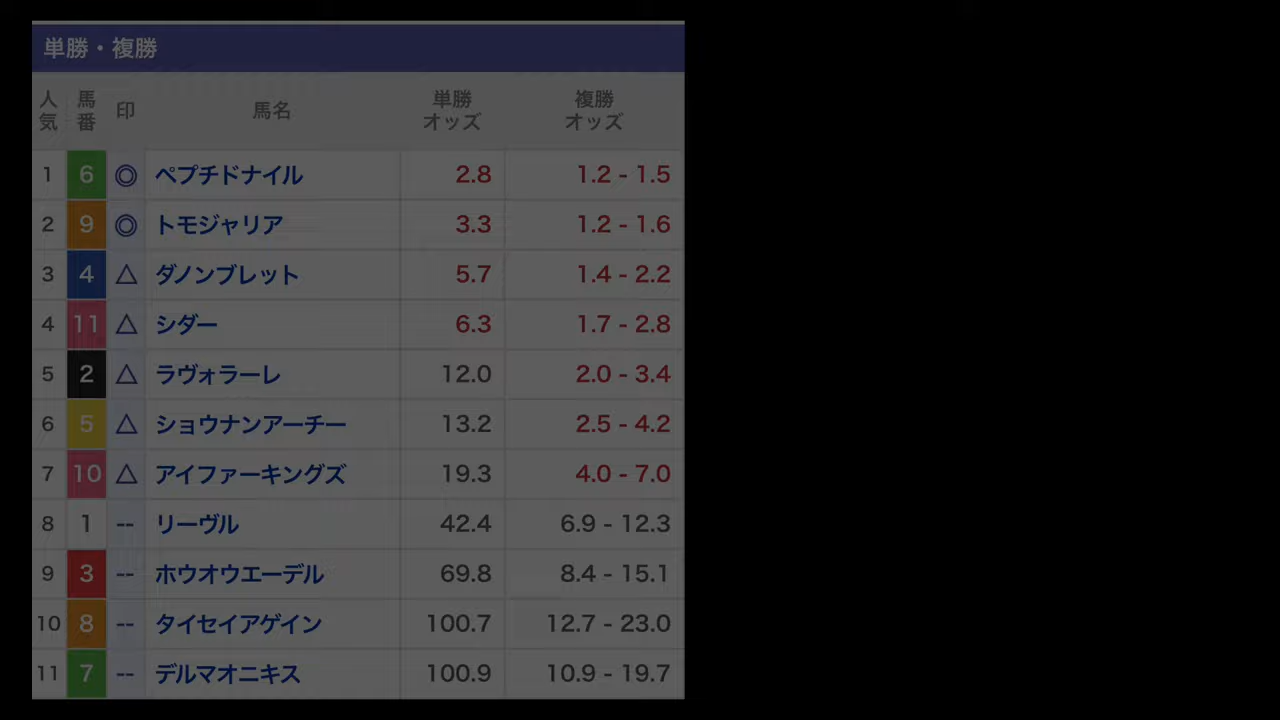 単勝・複勝
人気 馬番 印 馬名 単勝オッズ 複勝オッズ
1 6 ◎ ペプチドナイル 2.8 1.2 - 1.5
2 9 ◎ トモジャリア 3.3 1.2 - 1.6
3 4 △ ダノンブレット 5.7 1.4 - 2.2
4 11 △ シダー 6.3 1.7 - 2.8
5 2 △ ラヴォラーレ 12.0 2.0 - 3.4
6 5 △ ショウナンアーチー 13.2 2.5 - 4.2
7 10 △ アイファーキングズ 19.3 4.0 - 7.0
8 1 -- リーヴル 42.4 6.9 - 12.3
9 3 -- ホウオウエーデル 69.8 8.4 - 15.1
10 8 -- タイセイアゲイン 100.7 12.7 - 23.0
11 7 -- デルマオニキス 100.9 10.9 - 19.7